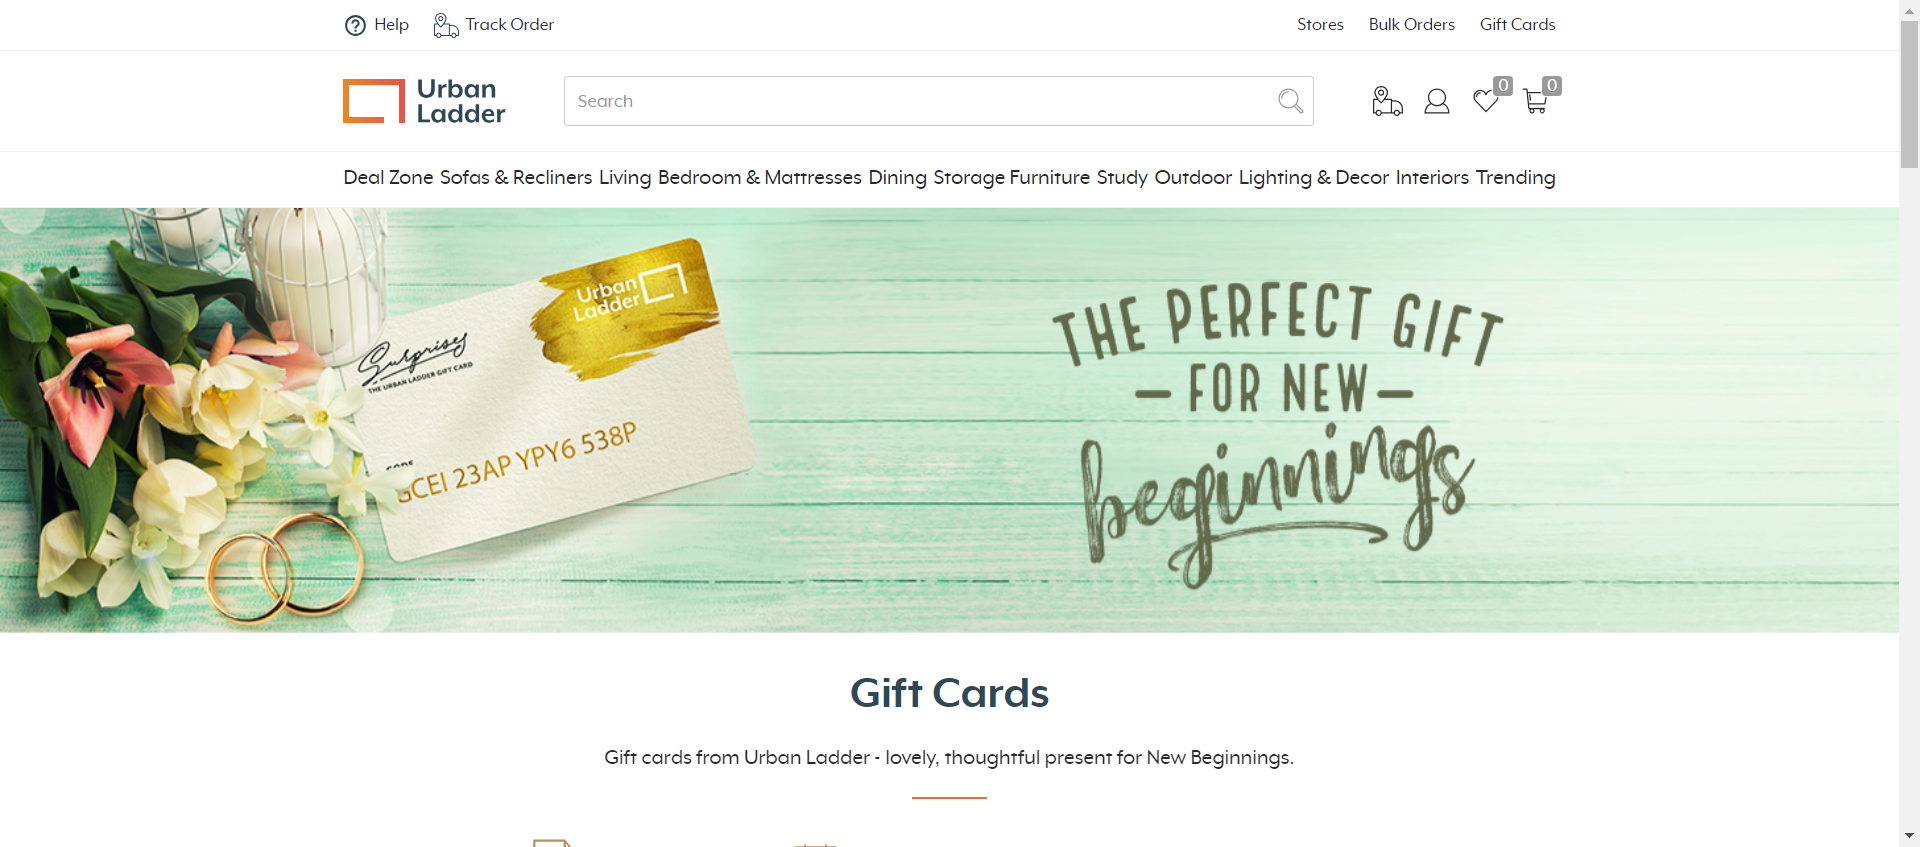 Help
Track Order
Stores
Bulk Orders
Gift Cards
Urban
Ladder
Search
0
0
Deal Zone
Sofas & Recliners
Living
Bedroom & Mattresses
Dining
Storage Furniture
Study
Outdoor
Lighting & Decor
Interiors
Trending
Urban
Ladder
Surprises
THE URBAN LADDER GIFT CARD
CODE
GCEI 23AP YPY6 538P
THE PERFECT GIFT
— FOR NEW —
beginnings
Gift Cards
Gift cards from Urban Ladder - lovely, thoughtful present for New Beginnings.